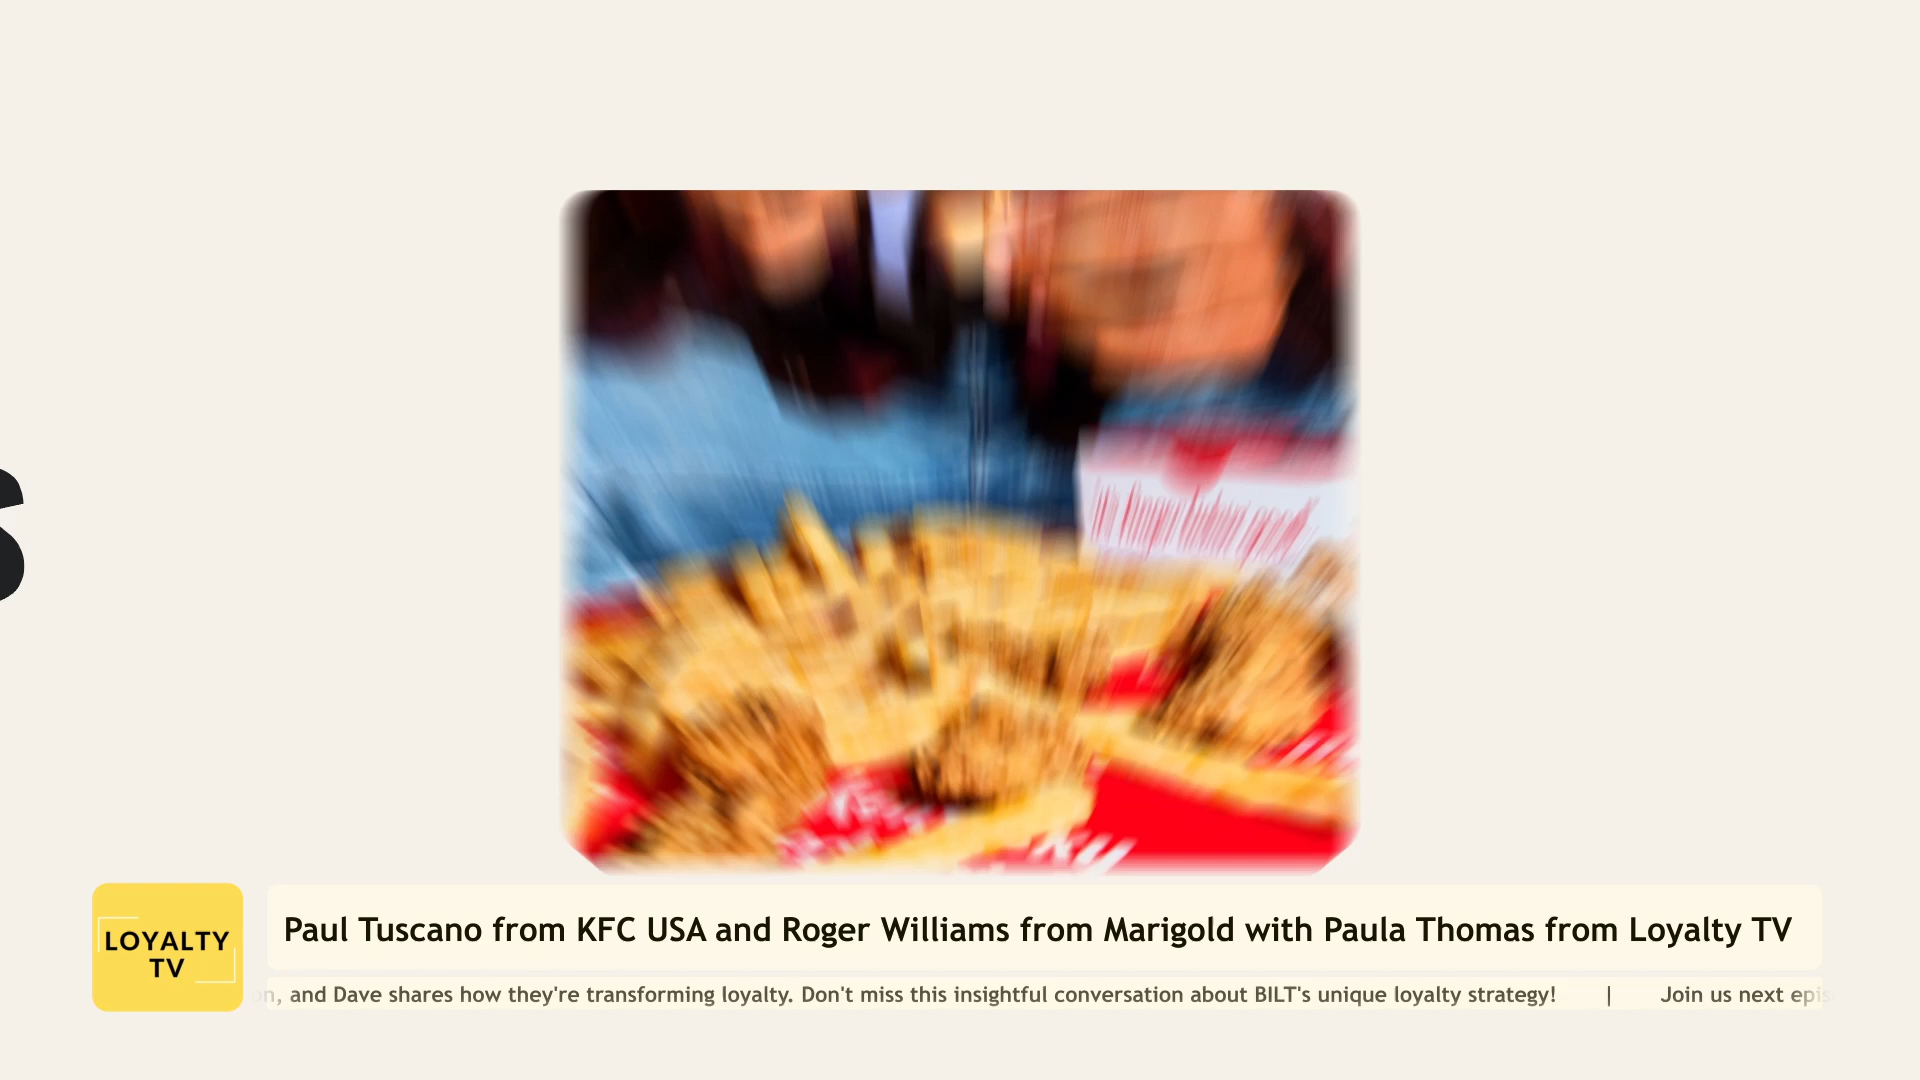 LOYALTY
TV
Paul Tuscano from KFC USA and Roger Williams from Marigold with Paula Thomas from Loyalty TV
and Dave shares how they're transforming loyalty. Don't miss this insightful conversation about BILT's unique loyalty strategy! | Join us next